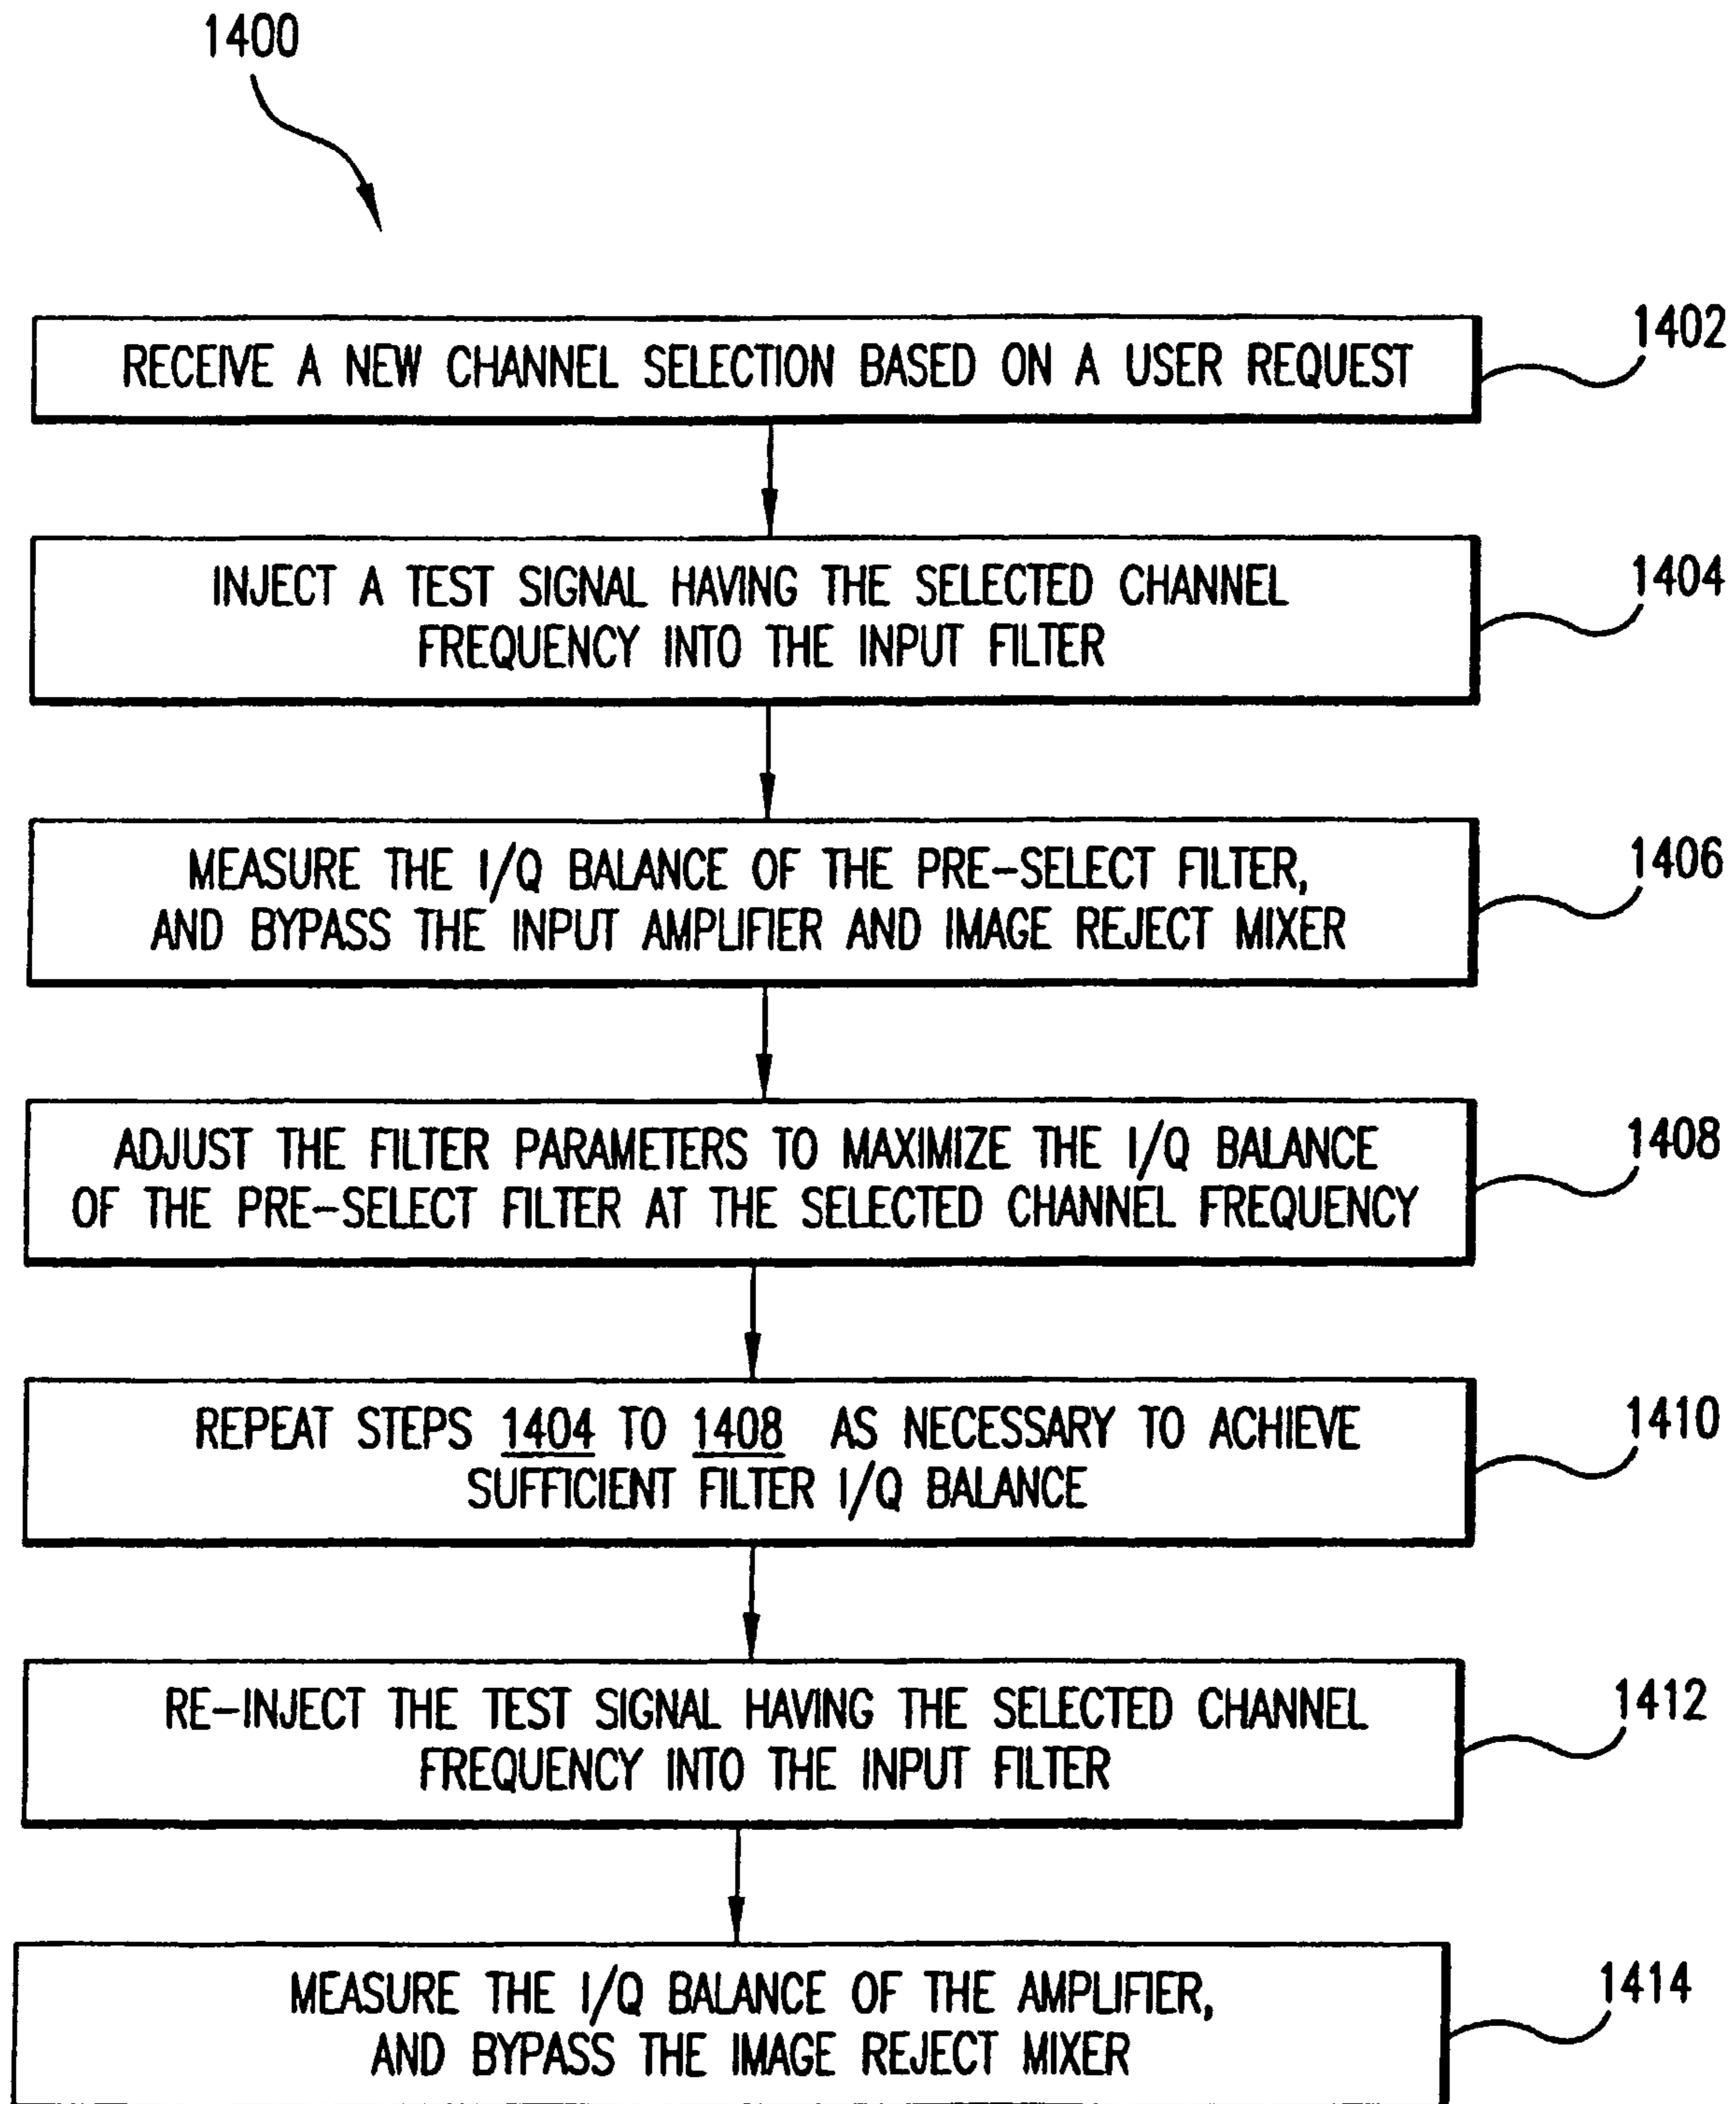 1400
RECEIVE A NEW CHANNEL SELECTION BASED ON A USER REQUEST
1402
INJECT A TEST SIGNAL HAVING THE SELECTED CHANNEL
FREQUENCY INTO THE INPUT FILTER
1404
MEASURE THE I/Q BALANCE OF THE PRE-SELECT FILTER,
AND BYPASS THE INPUT AMPLIFIER AND IMAGE REJECT MIXER
1406
ADJUST THE FILTER PARAMETERS TO MAXIMIZE THE I/Q BALANCE
OF THE PRE-SELECT FILTER AT THE SELECTED CHANNEL FREQUENCY
1408
REPEAT STEPS 1404 TO 1408 AS NECESSARY TO ACHIEVE
SUFFICIENT FILTER I/Q BALANCE
1410
RE-INJECT THE TEST SIGNAL HAVING THE SELECTED CHANNEL
FREQUENCY INTO THE INPUT FILTER
1412
MEASURE THE I/Q BALANCE OF THE AMPLIFIER,
AND BYPASS THE IMAGE REJECT MIXER
1414